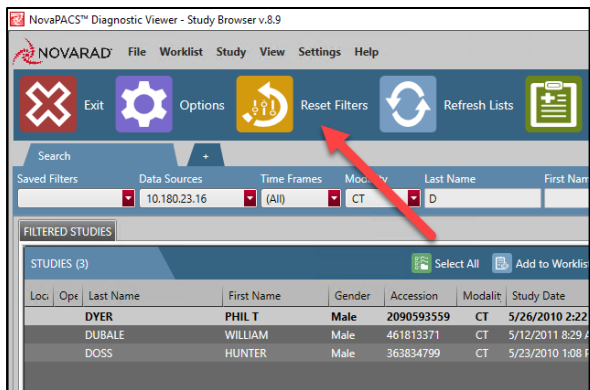 NovaPACS™ Diagnostic Viewer - Study Browser v.8.9
NOVARAD File Worklist Study View Settings Help
Exit Options Reset Filters Refresh Lists
Search +
Saved Filters Data Sources Time Frames Last Name First Nam
10.180.23.16 (All) CT D
FILTERED STUDIES
STUDIES (3) Select All Add to Worklis
Loc Ope Last Name First Name Gender Accession Modalit Study Date
DYER PHIL T Male 2090593559 CT 5/26/2010 2:22
DUBALE WILLIAM Male 461813371 CT 5/12/2011 8:29
DOSS HUNTER Male 363834799 CT 5/23/2010 1:08